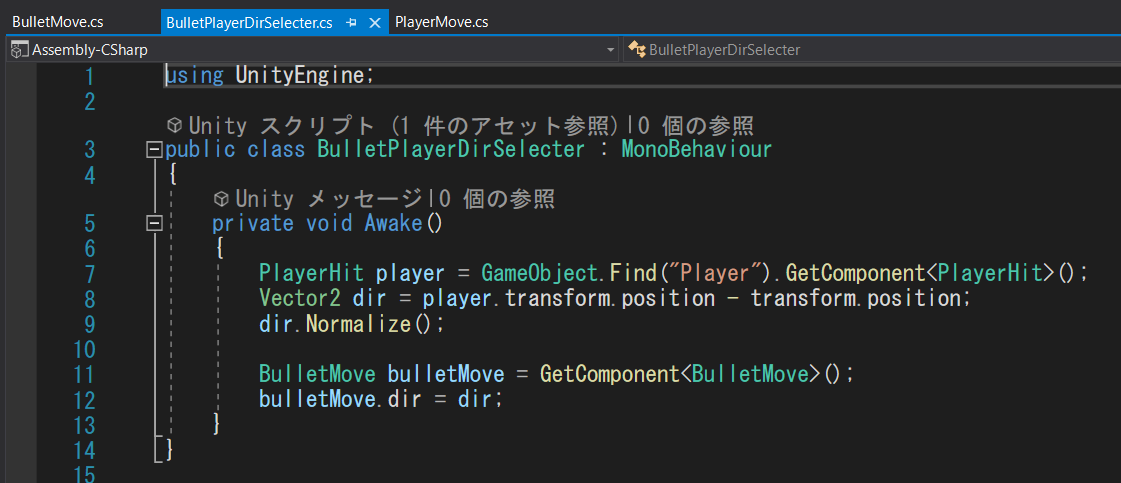 BulletMove.cs BulletPlayerDirSelecter.cs PlayerMove.cs
Assembly-CSharp BulletPlayerDirSelecter
1 using UnityEngine;
2
Unity スクリプト (1 件のアセット参照)|0 個の参照
3 public class BulletPlayerDirSelecter : MonoBehaviour
4 {
Unity メッセージ|0 個の参照
5 private void Awake()
6 {
7 PlayerHit player = GameObject.Find("Player").GetComponent<PlayerHit>();
8 Vector2 dir = player.transform.position - transform.position;
9 dir.Normalize();
10
11 BulletMove bulletMove = GetComponent<BulletMove>();
12 bulletMove.dir = dir;
13 }
14 }
15